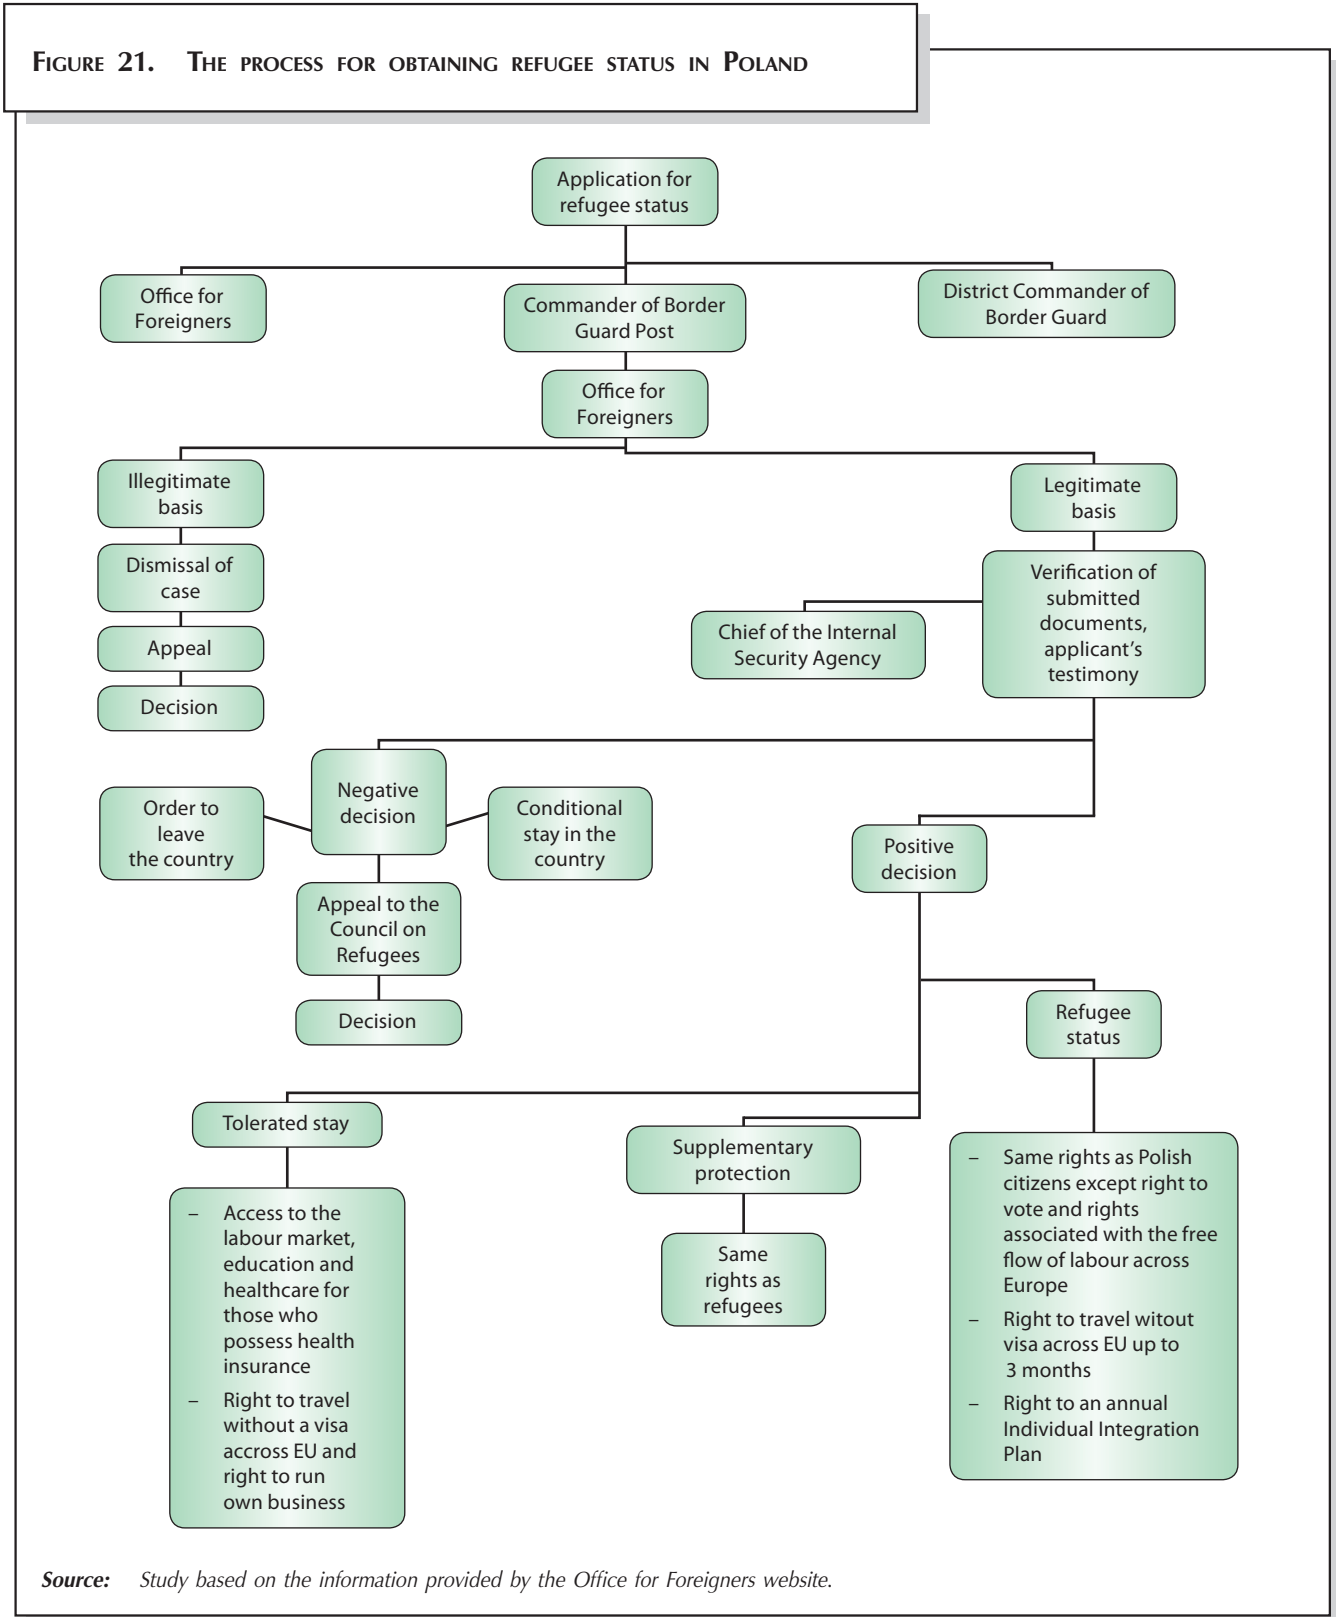 Figure 21. The process for obtaining refugee status in Poland
Application for
refugee status
Office for
Foreigners
Commander of Border
Guard Post
District Commander of
Border Guard
Office for
Foreigners
Illegitimate
basis
Legitimate
basis
Dismissal of
case
Appeal
Decision
Verification of
submitted
documents,
applicant's
testimony
Chief of the Internal
Security Agency
Negative
decision
Order to
leave
the country
Conditional
stay in the
country
Appeal to the
Council on
Refugees
Decision
Positive
decision
Refugee
status
Tolerated stay
Supplementary
protection
– Access to the
labour market,
education and
healthcare for
those who
possess health
insurance
– Right to travel
without a visa
accross EU and
right to run
own business
Same
rights as
refugees
– Same rights as Polish
citizens except right to
vote and rights
associated with the free
flow of labour across
Europe
– Right to travel witout
visa across EU up to
3 months
– Right to an annual
Individual Integration
Plan
Source: Study based on the information provided by the Office for Foreigners website.